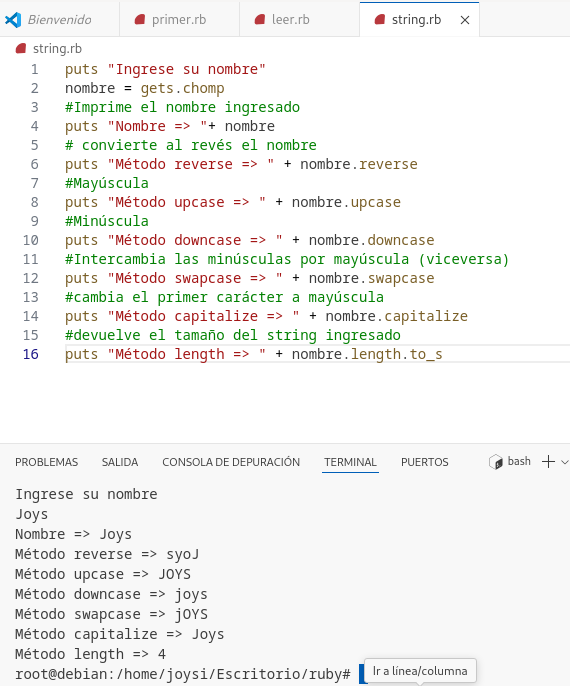 Bienvenido primer.rb leer.rb string.rb
string.rb
1 puts "Ingrese su nombre"
2 nombre = gets.chomp
3 #Imprime el nombre ingresado
4 puts "Nombre => "+ nombre
5 # convierte al revés el nombre
6 puts "Método reverse => " + nombre.reverse
7 #Mayúscula
8 puts "Método upcase => " + nombre.upcase
9 #Minúscula
10 puts "Método downcase => " + nombre.downcase
11 #Intercambia las minúsculas por mayúscula (viceversa)
12 puts "Método swapcase => " + nombre.swapcase
13 #cambia el primer carácter a mayúscula
14 puts "Método capitalize => " + nombre.capitalize
15 #devuelve el tamaño del string ingresado
16 puts "Método length => " + nombre.length.to_s
PROBLEMAS SALIDA CONSOLA DE DEPURACIÓN TERMINAL PUERTOS bash
Ingrese su nombre
Joys
Nombre => Joys
Método reverse => syoJ
Método upcase => JOYS
Método downcase => joys
Método swapcase => jOYS
Método capitalize => Joys
Método length => 4
root@debian:/home/joysi/Escritorio/ruby#
Ir a línea/columna